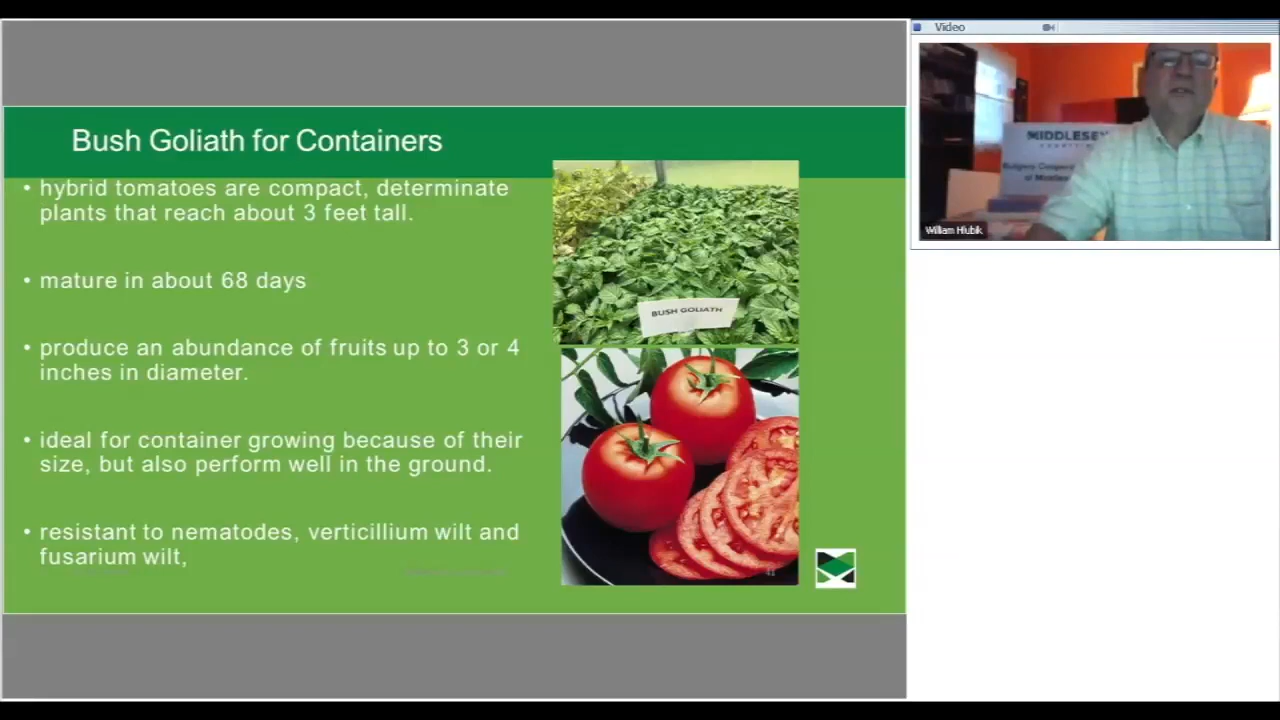 Video
Bush Goliath for Containers
• hybrid tomatoes are compact, determinate
plants that reach about 3 feet tall.
• mature in about 68 days
• produce an abundance of fruits up to 3 or 4
inches in diameter.
• ideal for container growing because of their
size, but also perform well in the ground.
• resistant to nematodes, verticillium wilt and
fusarium wilt,
BUSH GOLIATH
MIDDLESEX
William Hlubik